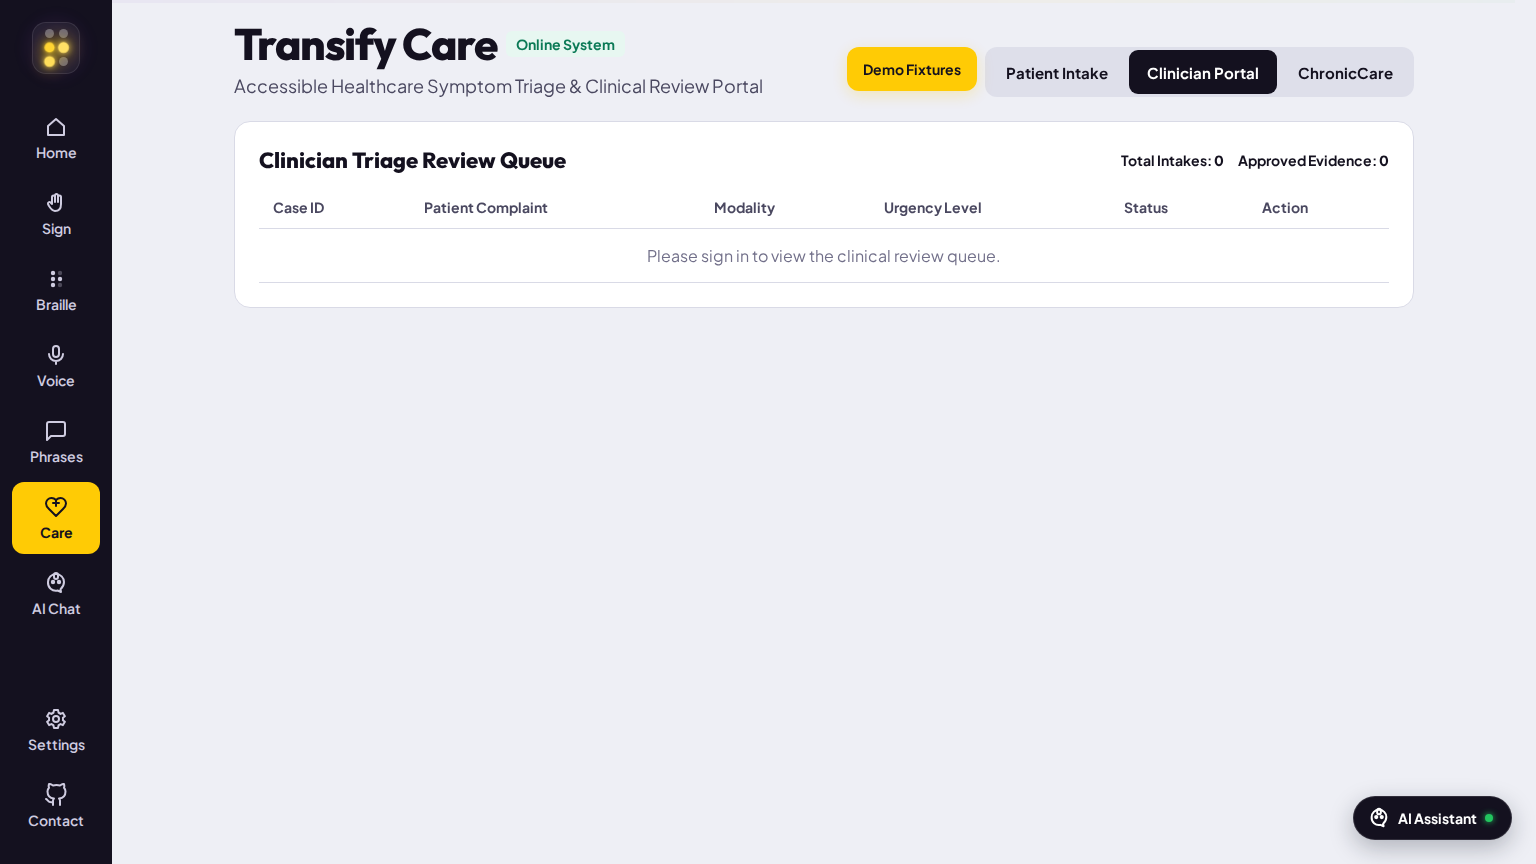 Home
Sign
Braille
Voice
Phrases
Care
AI Chat
Settings
Contact
Transify Care
Online System
Accessible Healthcare Symptom Triage & Clinical Review Portal
Demo Fixtures
Patient Intake
Clinician Portal
ChronicCare
Clinician Triage Review Queue
Total Intakes: 0
Approved Evidence: 0
Case ID
Patient Complaint
Modality
Urgency Level
Status
Action
Please sign in to view the clinical review queue.
AI Assistant